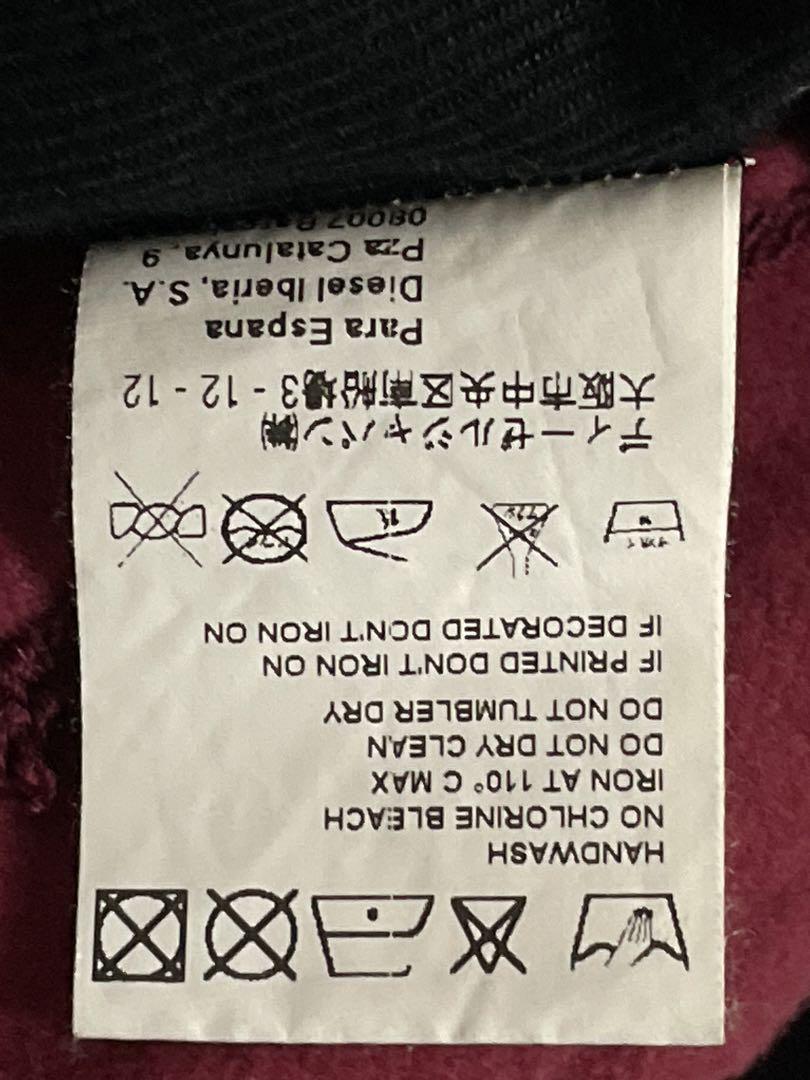 HANDWASH
NO CHLORINE BLEACH
IRON AT 110° C MAX
DO NOT DRY CLEAN
DO NOT TUMBLER DRY
IF PRINTED DON'T IRON ON
IF DECORATED DON'T IRON ON
ディーゼルジャパン㈱
大阪市中央区南船場3 - 12 - 12
Para Espana
Diesel Iberia, S.A.
Pza Catalunya, 9
08007